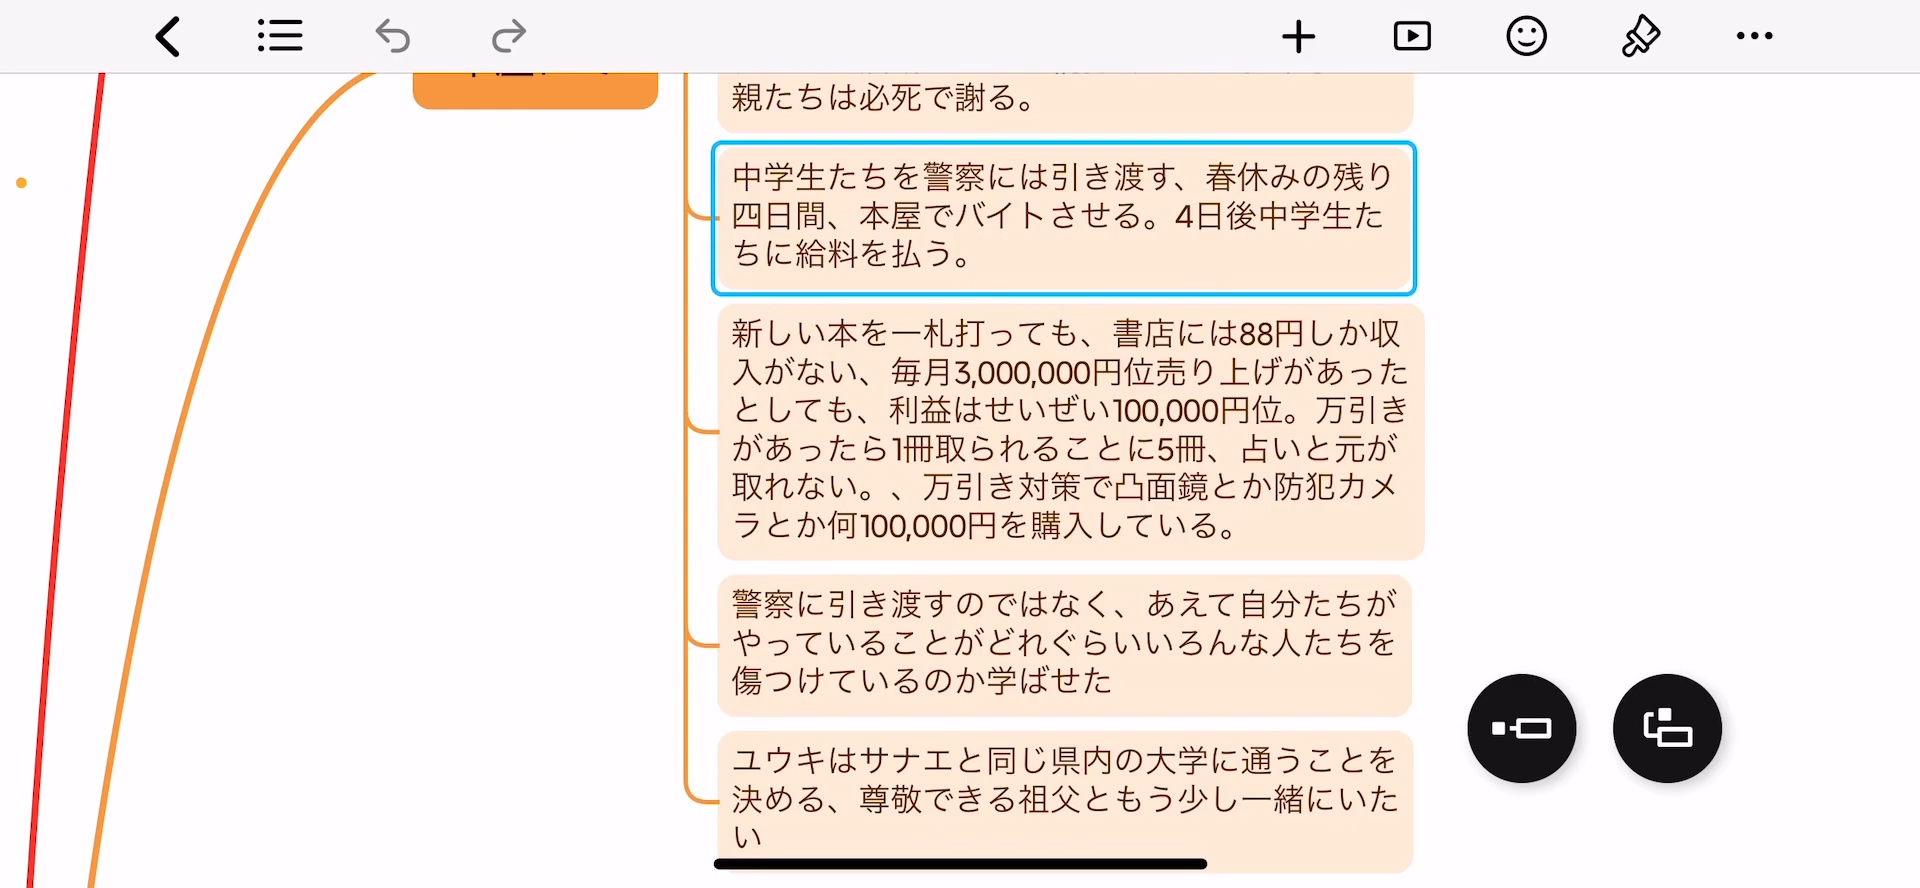 親たちは必死で謝る。
中学生たちを警察には引き渡す、春休みの残り
四日間、本屋でバイトさせる。4日後中学生た
ちに給料を払う。
新しい本を一札打っても、書店には88円しか収
入がない、毎月3,000,000円位売り上げがあった
としても、利益はせいぜい100,000円位。万引き
があったら1冊取られることに5冊、占いと元が
取れない。、万引き対策で凸面鏡とか防犯カメ
ラとか何100,000円を購入している。
警察に引き渡すのではなく、あえて自分たちが
やっていることがどれぐらいいろんな人たちを
傷つけているのか学ばせた
ユウキはサナエと同じ県内の大学に通うことを
決める、尊敬できる祖父ともう少し一緒にいた
い